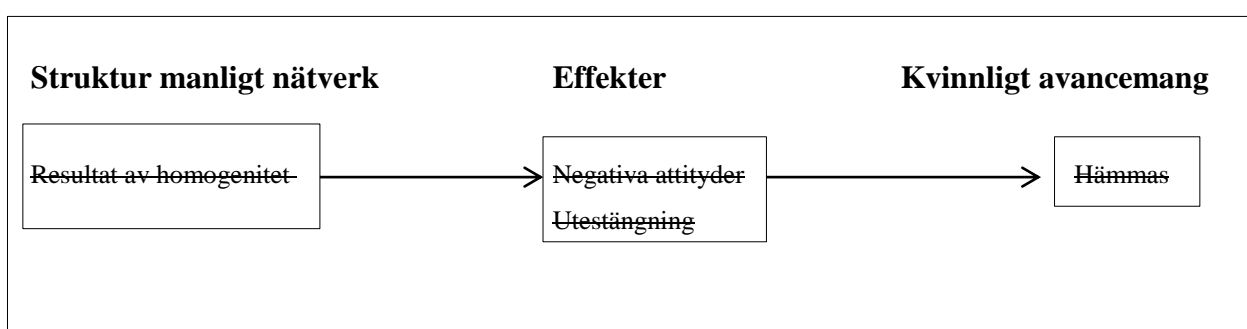 Struktur manligt nätverk Effekter Kvinnligt avancemang
Resultat av homogenitet Negativa attityder Hämmas
Utestängning